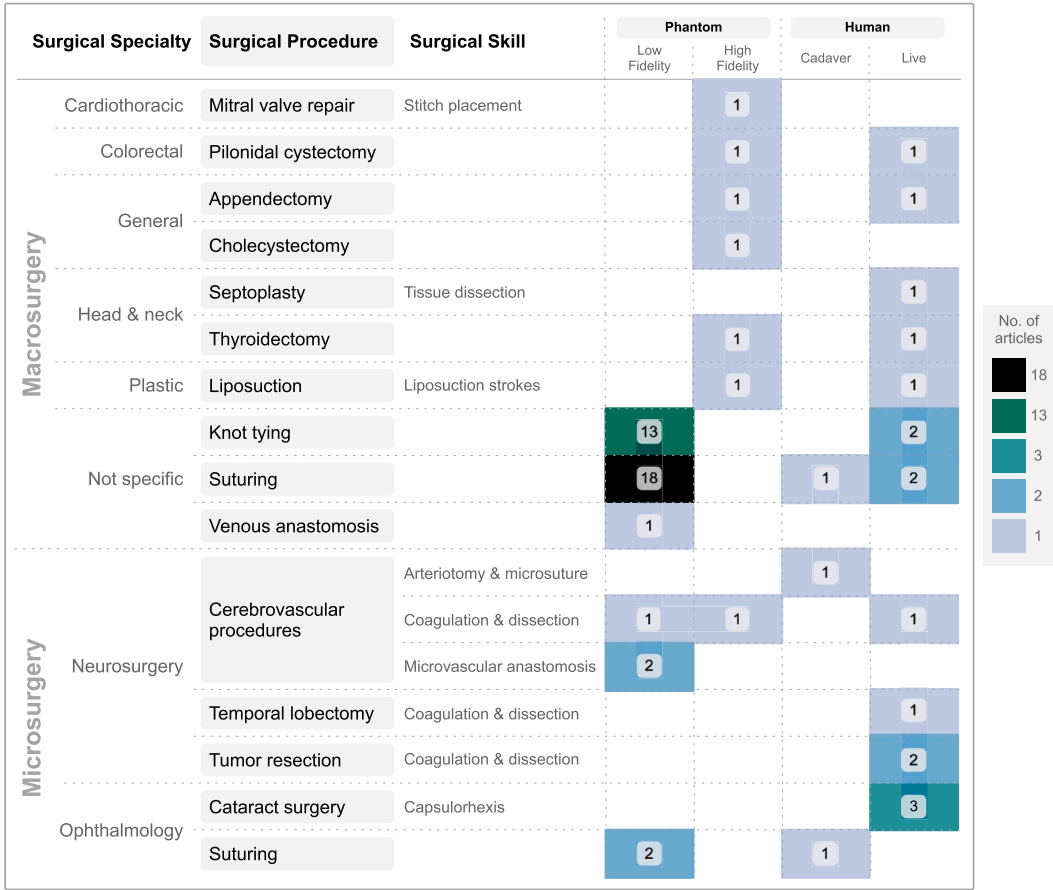 Phantom Human
Surgical Specialty Surgical Procedure Surgical Skill
Low High Cadaver Live
Fidelity Fidelity
Cardiothoracic Mitral valve repair Stitch placement 1
Colorectal Pilonidal cystectomy 1 1
General
Appendectomy 1 1
Cholecystectomy 1
Head & neck
Septoplasty Tissue dissection 1
Thyroidectomy 1 1
Plastic Liposuction Liposuction strokes 1 1
Not specific
Knot tying 13 2
Suturing 18 1 2
Venous anastomosis 1
Macrosurgery
Neurosurgery
Cerebrovascular
procedures
Arteriotomy & microsuture 1
Coagulation & dissection 1 1 1
Microvascular anastomosis 2
Temporal lobectomy Coagulation & dissection 1
Tumor resection Coagulation & dissection 2
Ophthalmology
Cataract surgery Capsulorhexis 3
Suturing 2 1
Microsurgery
No. of
articles
18
13
3
2
1